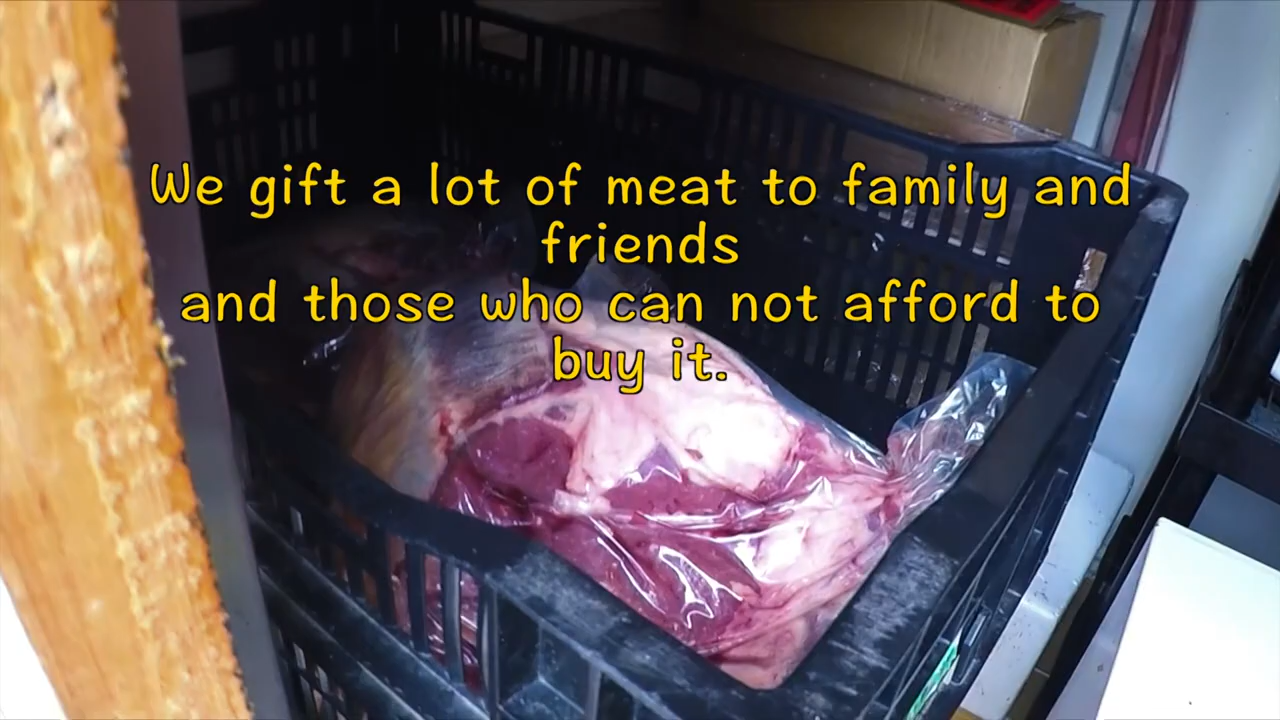 We gift a lot of meat to family and
friends
and those who can not afford to
buy it.